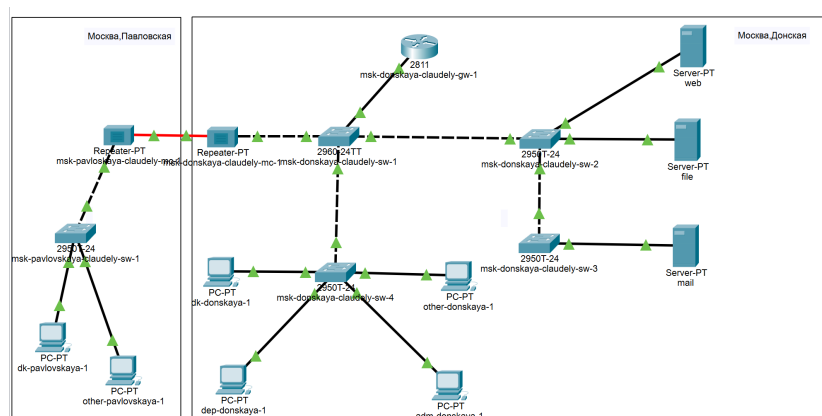 Москва,Павловская
Москва,Донская
2811
msk-donskaya-claudely-gw-1
Server-PT
web
Repeater-PT
Repeater-PT
msk-donskaya-claudely-mc-1
2960-24TT
msk-donskaya-claudely-sw-1
2950T-24
msk-donskaya-claudely-sw-2
Server-PT
file
2950T-24
msk-pavlovskaya-claudely-sw-1
2950T-24
msk-donskaya-claudely-sw-3
Server-PT
mail
PC-PT
dk-donskaya-1
2950T-24
msk-donskaya-claudely-sw-4
PC-PT
other-donskaya-1
PC-PT
dk-pavlovskaya-1
PC-PT
other-pavlovskaya-1
PC-PT
dep-donskaya-1
PC-PT
adm-donskaya-1